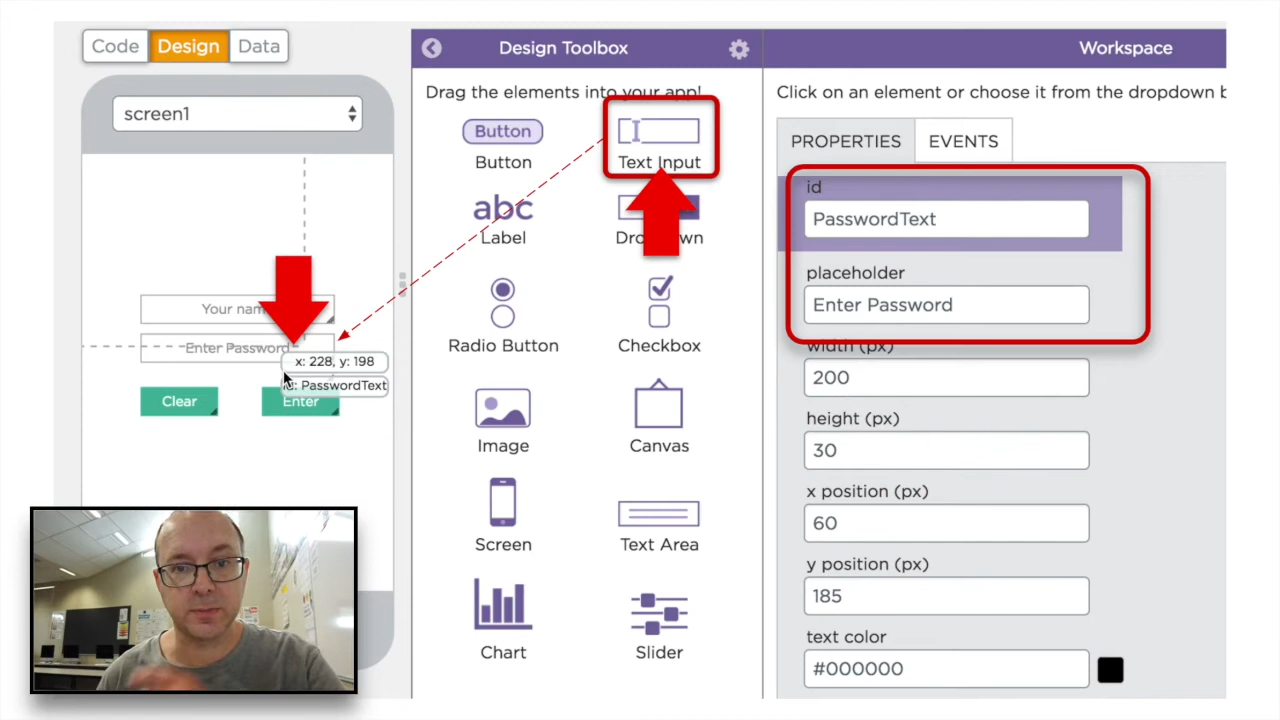 Code Design Data
screen1
Your nam
Enter Password
x: 228, y: 198
id: PasswordText
Clear
Enter
Design Toolbox
Drag the elements into your app!
Button
Button
Text Input
abc
Label
Radio Button
Checkbox
Image
Canvas
Screen
Text Area
Chart
Slider
Workspace
Click on an element or choose it from the dropdown b
PROPERTIES EVENTS
id
PasswordText
placeholder
Enter Password
width (px)
200
height (px)
30
x position (px)
60
y position (px)
185
text color
#000000